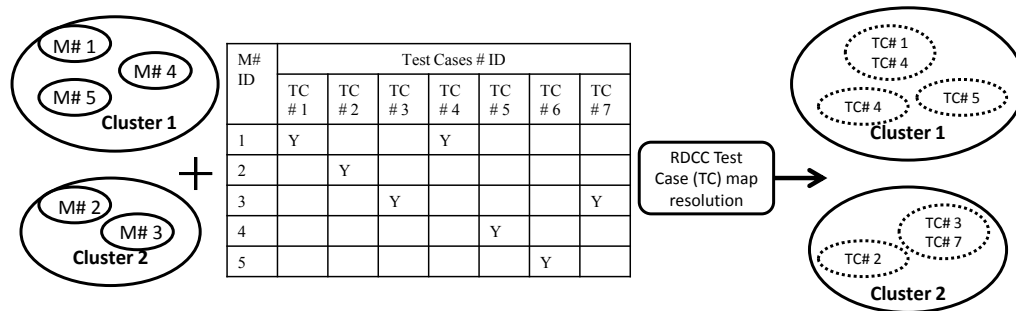 M# 1
M# 4
M# 5
Cluster 1
M# 2
M# 3
Cluster 2
+
M# ID Test Cases # ID
TC # 1 TC # 2 TC # 3 TC # 4 TC # 5 TC # 6 TC # 7
1 Y Y
2 Y
3 Y Y
4 Y
5 Y
RDCC Test
Case (TC) map
resolution
TC# 1
TC# 4
TC# 4
TC# 5
Cluster 1
TC# 3
TC# 7
TC# 2
Cluster 2